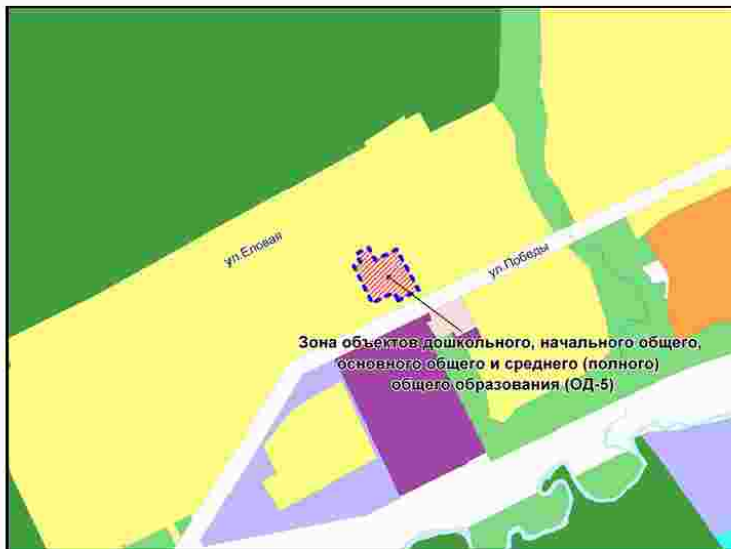 ул.Еловая
ул.Победы
Зона объектов дошкольного, начального общего,
основного общего и среднего (полного)
общего образования (ОД-5)